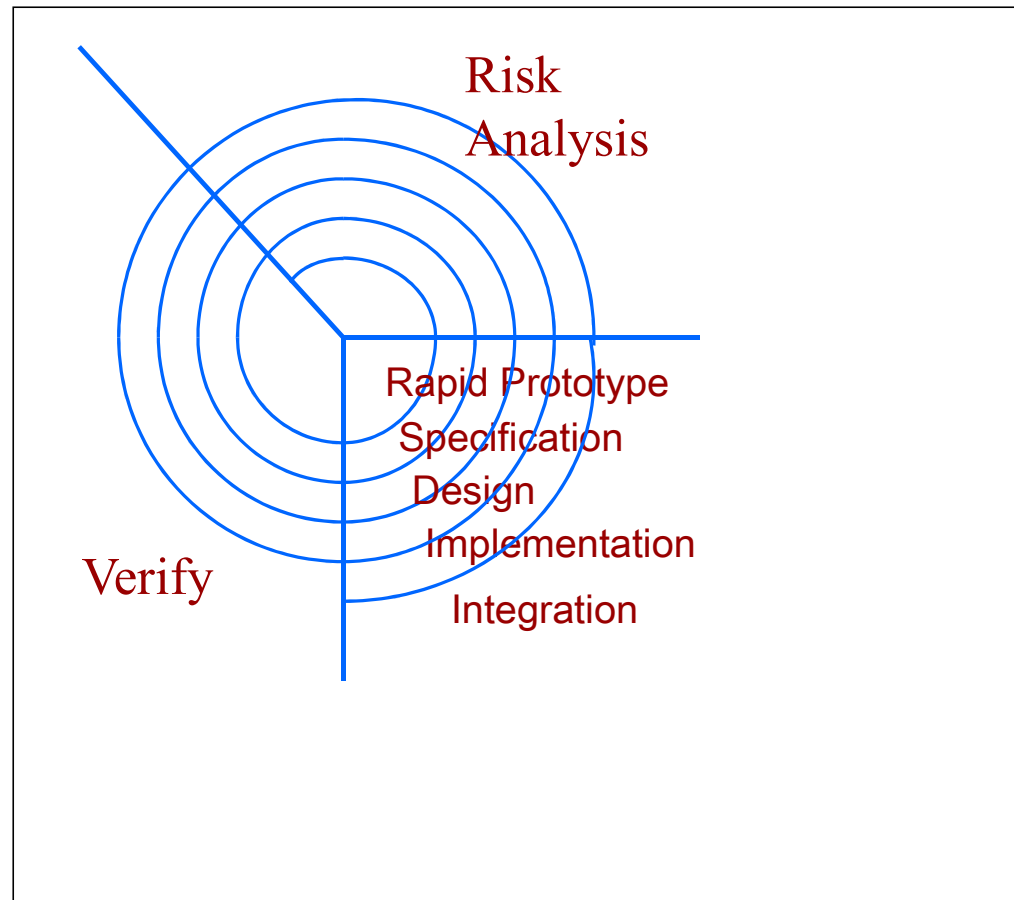 Risk
Analysis
Rapid Prototype
Specification
Design
Implementation
Verify
Integration